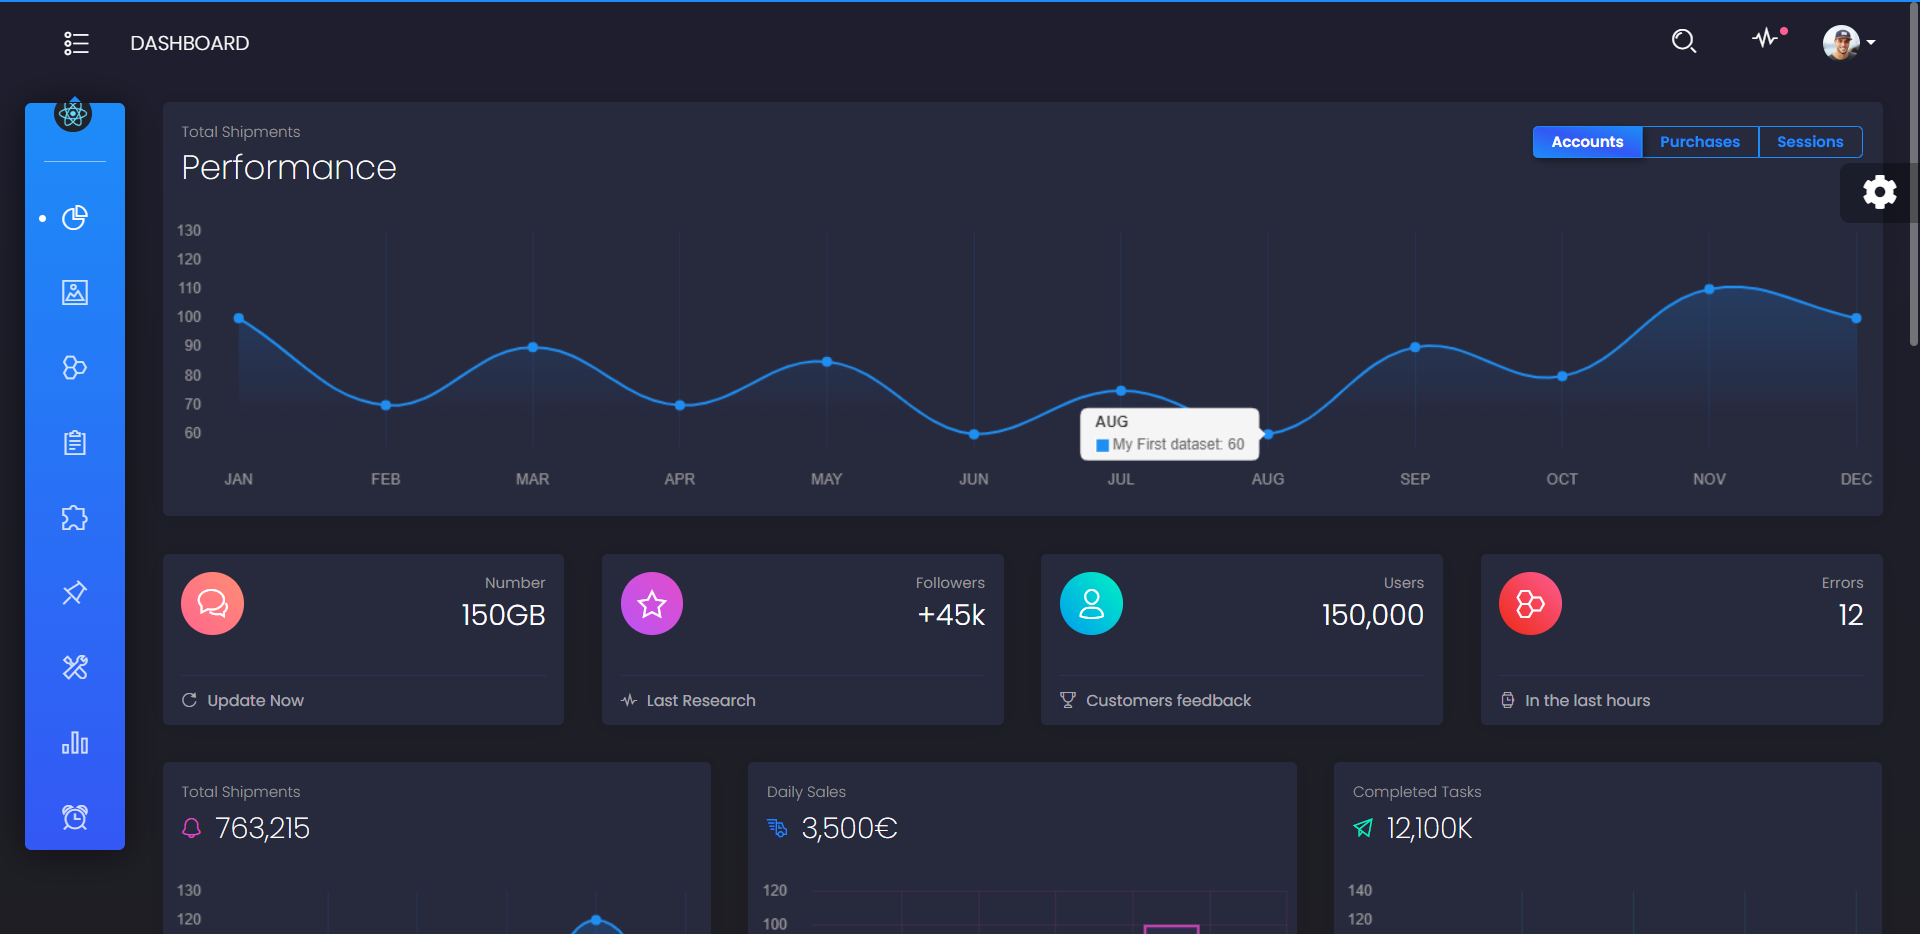 DASHBOARD
Total Shipments
Performance
Accounts Purchases Sessions
130
120
110
100
90
80
70
60
AUG
My First dataset: 60
JAN FEB MAR APR MAY JUN JUL AUG SEP OCT NOV DEC
Number
150GB
Update Now
Followers
+45k
Last Research
Users
150,000
Customers feedback
Errors
12
In the last hours
Total Shipments
763,215
130
120
Daily Sales
3,500€
120
100
Completed Tasks
12,100K
140
120